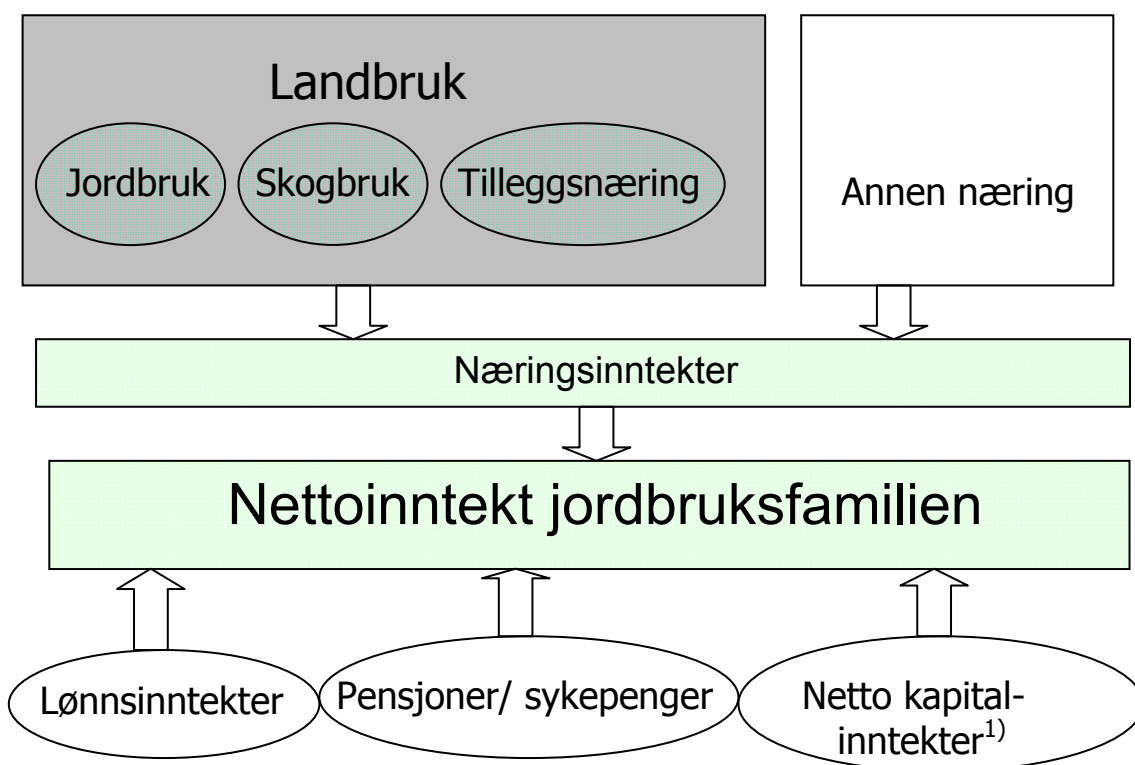 Landbruk
Jordbruk
Skogbruk
Tilleggsnæring
Annen næring
Næringsinntekter
Nettoinntekt jordbruksfamilien
Lønnsinntekter
Pensjoner/ sykepenger
Netto kapital-
inntekter¹⁾